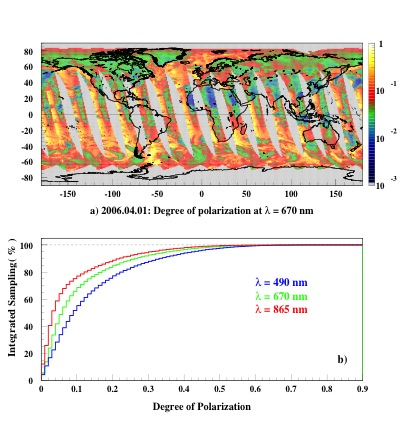 80
60
40
20
0
-20
-40
-60
-80
1
10 -1
10 -2
10 -3
-150 -100 -50 0 50 100 150
a) 2006.04.01: Degree of polarization at λ = 670 nm
Integrated Sampling( % )
100
80
60
40
20
0
λ = 490 nm
λ = 670 nm
λ = 865 nm
b)
0 0.1 0.2 0.3 0.4 0.5 0.6 0.7 0.8 0.9
Degree of Polarization